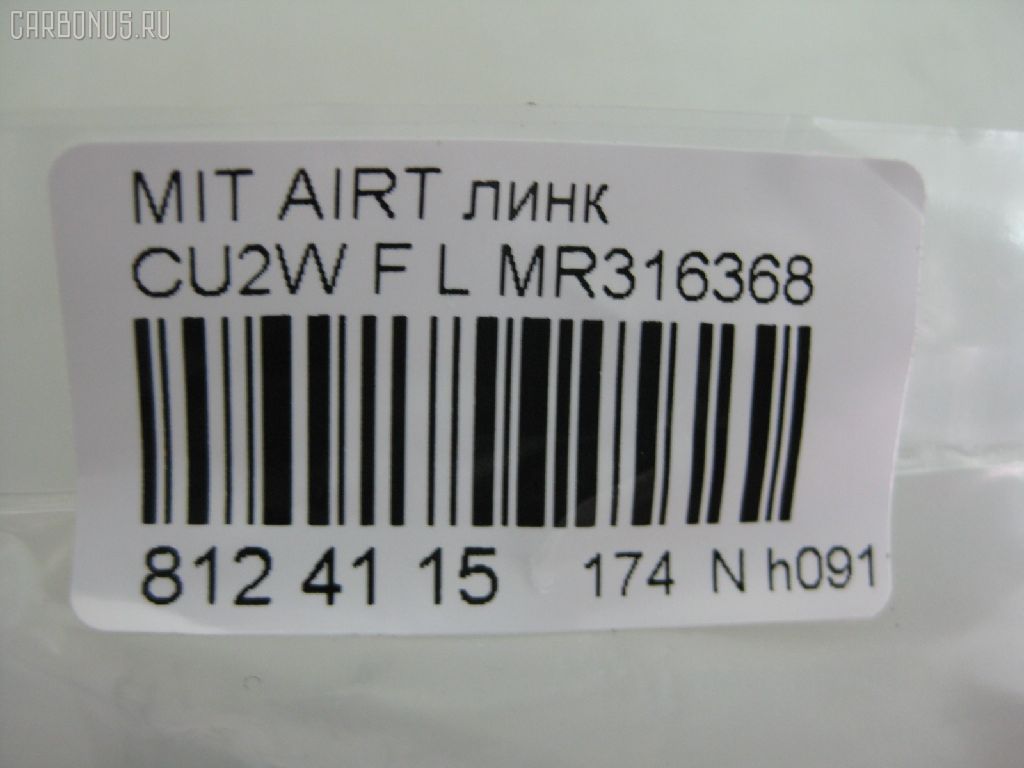 CARBONUS.RU
MIT AIRT линк
CU2W F L MR316368
812 41 15 174 N h091